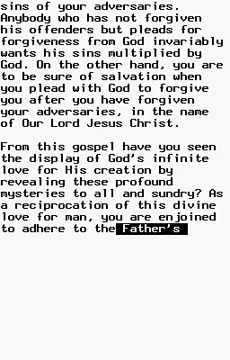 sins of your adversaries.
Anybody who has not forgiven
his offenders but pleads for
forgiveness from God invariably
wants his sins multiplied by
God. On the other hand, you are
to be sure of salvation when
you plead with God to forgive
you after you have forgiven
your adversaries, in the name
of Our Lord Jesus Christ.
From this gospel have you seen
the display of God's infinite
love for His creation by
revealing these profound
mysteries to all and sundry? As
a reciprocation of this divine
love for man, you are enjoined
to adhere to the Father's